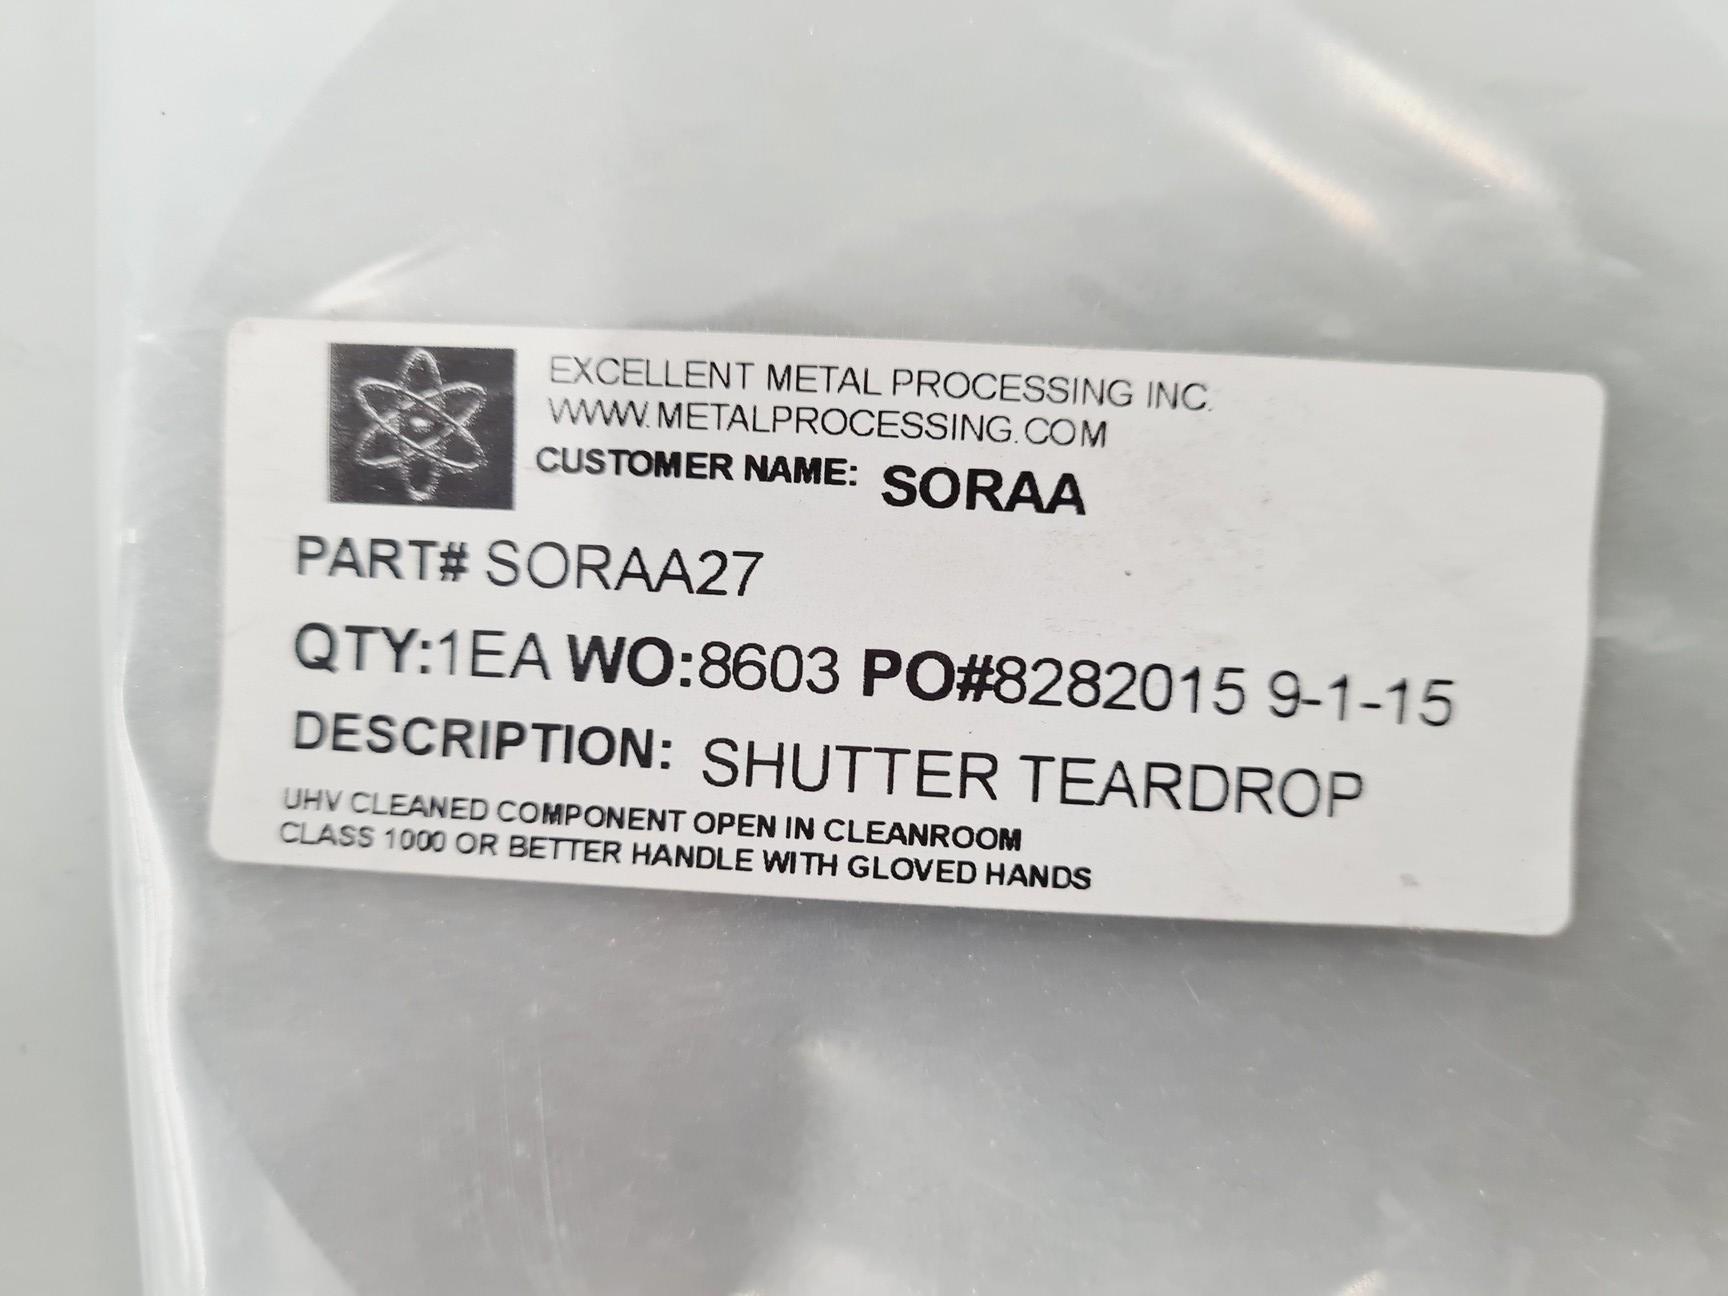 EXCELLENT METAL PROCESSING INC.
WWW.METALPROCESSING.COM
CUSTOMER NAME: SORAA
PART# SORAA27
QTY:1EA WO:8603 PO#8282015 9-1-15
DESCRIPTION: SHUTTER TEARDROP
UHV CLEANED COMPONENT OPEN IN CLEANROOM
CLASS 1000 OR BETTER HANDLE WITH GLOVED HANDS